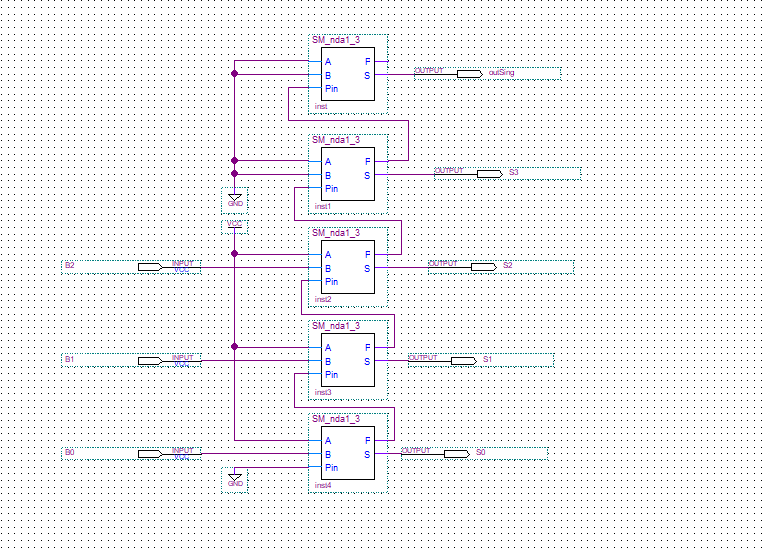 SM_nda1_3
A F
B S OUTPUT outSing
Pin
inst
SM_nda1_3
A F
B S OUTPUT S3
Pin
inst1
GND
VCC
SM_nda1_3
A F
B2 INPUT VCC B S OUTPUT S2
Pin
inst2
SM_nda1_3
A F
B1 INPUT VCC B S OUTPUT S1
Pin
inst3
SM_nda1_3
A F
B0 INPUT VCC B S OUTPUT S0
Pin
GND
inst4